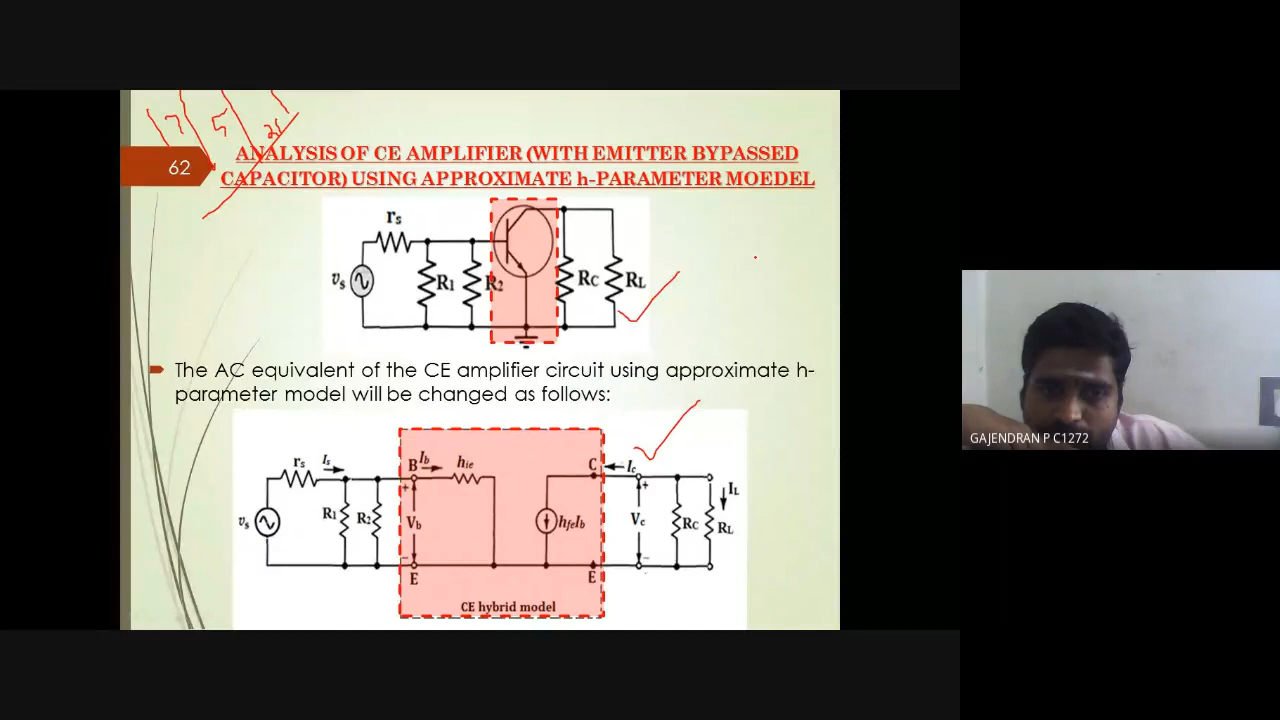 7 5
62
ANALYSIS OF CE AMPLIFIER (WITH EMITTER BYPASSED
CAPACITOR) USING APPROXIMATE h-PARAMETER MOEDEL
rs
vs
R1
R2
RC
RL
The AC equivalent of the CE amplifier circuit using approximate h-
parameter model will be changed as follows:
rs
Is
B
Ib
hie
C
Ic
IL
+
+
vs
R1
R2
Vb
hfeIb
Vc
RC
RL
−
−
E
E
CE hybrid model
GAJENDRAN P C1272